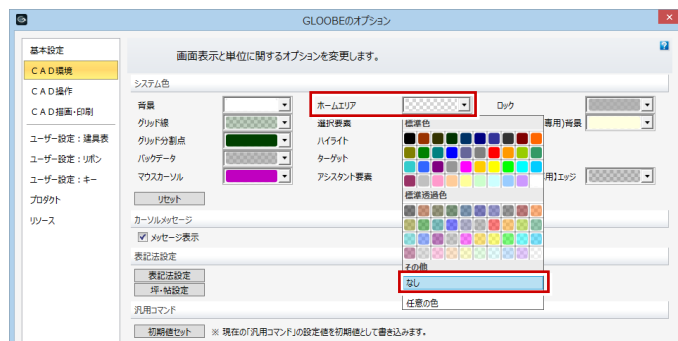 GLOOBEのオプション
基本設定
CAD環境
CAD操作
CAD描画・印刷
ユーザー設定：建具表
ユーザー設定：リボン
ユーザー設定：キー
プロダクト
リソース
画面表示と単位に関するオプションを変更します。
システム色
背景
ホームエリア
ロック
グリッド線
選択要素
専用)背景
グリッド分割点
ハイライト
バックデータ
ターゲット
マウスカーソル
アシスタント要素
用]エッジ
リセット
標準色
標準透過色
その他
なし
任意の色
カーソルメッセージ
メッセージ表示
表記法設定
表記法設定
坪・帖設定
汎用コマンド
初期値セット ※ 現在の「汎用コマンド」の設定値を初期値として書き込みます。